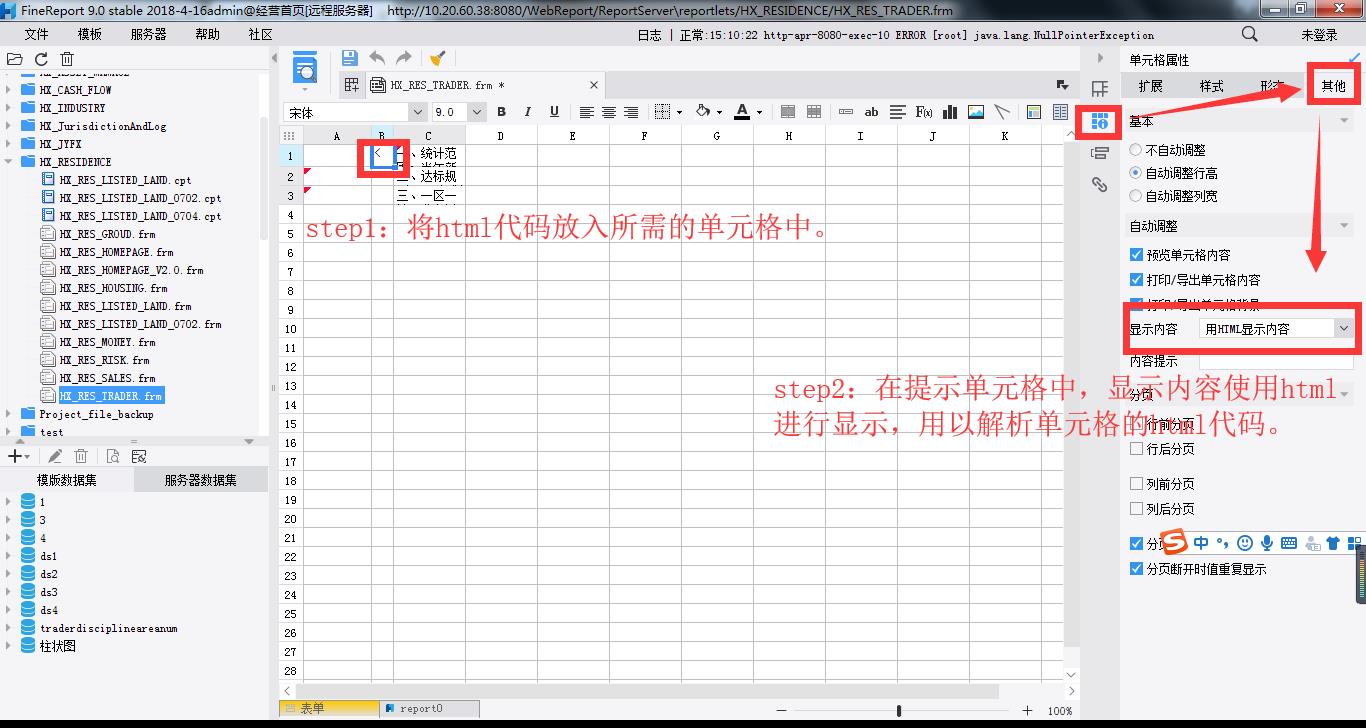 FineReport 9.0 stable 2018-4-16admin@经营首页[远程服务器] http://10.20.60.38:8080/WebReport/ReportServer\reportlets/HX_RESIDENCE/HX_RES_TRADER.frm
文件 模板 服务器 帮助 社区
日志 | 正常:15:10:22 http-apr-8080-exec-10 ERROR [root] java.lang.NullPointerException
未登录
HX_CASH_FLOW
HX_INDUSTRY
HX_JurisdictionAndLog
HX_JYFX
HX_RESIDENCE
HX_RES_LISTED_LAND.cpt
HX_RES_LISTED_LAND_0702.cpt
HX_RES_LISTED_LAND_0704.cpt
HX_RES_GROUD.frm
HX_RES_HOMEPAGE.frm
HX_RES_HOMEPAGE_V2.0.frm
HX_RES_HOUSING.frm
HX_RES_LISTED_LAND.frm
HX_RES_LISTED_LAND_0702.frm
HX_RES_MONEY.frm
HX_RES_RISK.frm
HX_RES_SALES.frm
HX_RES_TRADER.frm
Project_file_backup
test
模版数据集 服务器数据集
1
3
4
ds1
ds2
ds3
ds4
traderdisciplineareanum
柱状图
HX_RES_TRADER.frm *
宋体 9.0 B I U A ab F(x)
A B C D E F G H I J K
1 < 一、统计范
2 二、达标规
3 三、一区一
4
5
6
7
8
9
10
11
12
13
14
15
16
17
18
19
20
21
22
23
24
25
26
27
28
step1：将html代码放入所需的单元格中。
step2：在提示单元格中，显示内容使用html
进行显示，用以解析单元格的html代码。
表单 report0
100%
单元格属性
扩展 样式 形态 其他
基本
不自动调整
自动调整行高
自动调整列宽
自动调整
预览单元格内容
打印/导出单元格内容
打印/导出单元格背景
显示内容 用HTML显示内容
内容提示
分页
行前分页
行后分页
列前分页
列后分页
分页断开时值重复显示
S 中